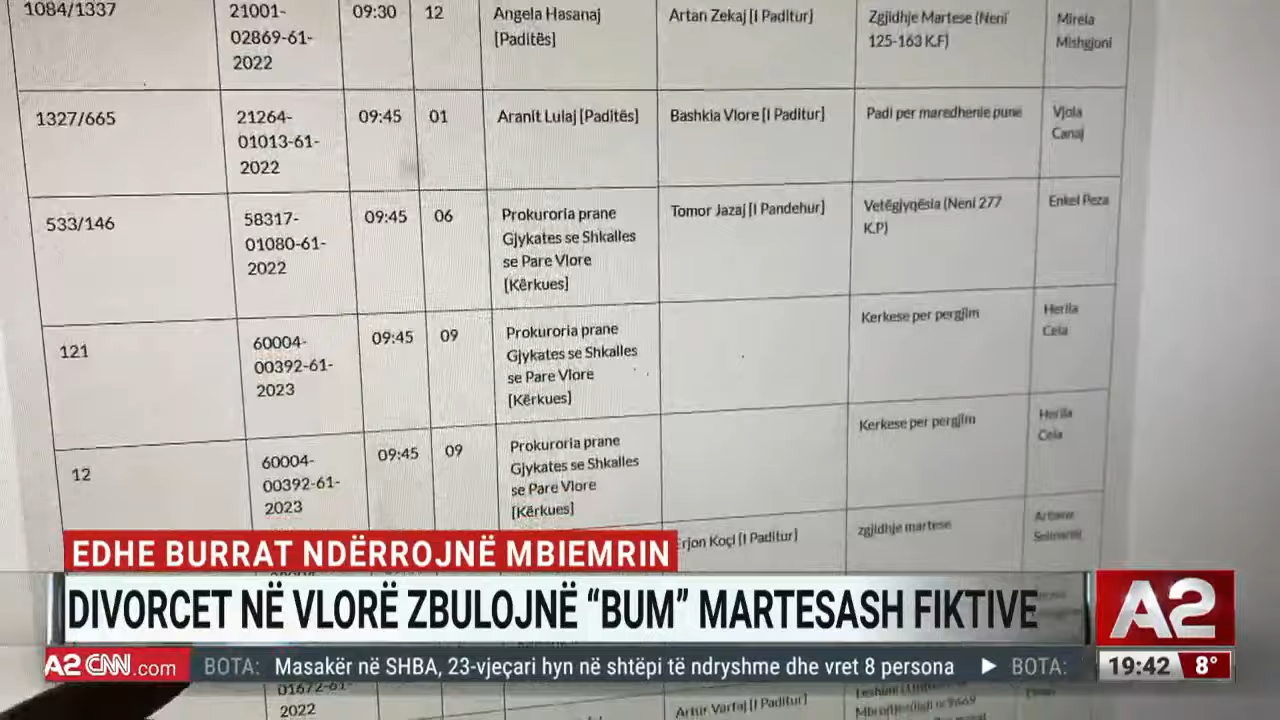 1084/1337
21001-
02869-61-
2022
09:30
12
Angela Hasanaj
[Paditës]
Artan Zekaj [I Paditur]
Zgjidhje Martese (Neni
125-163 K.F)
Mirela
Mishgjoni
1327/665
21264-
01013-61-
2022
09:45
01
Aranit Lulaj [Paditës]
Bashkia Vlore [I Paditur]
Padi per maredhenie pune
Vjola
Canaj
533/146
58317-
01080-61-
2022
09:45
06
Prokuroria prane
Gjykates se Shkalles
se Pare Vlore
[Kërkues]
Tomor Jazaj [I Pandehur]
Vetëgjyqësia (Neni 277
K.P)
Enkel Peza
121
60004-
00392-61-
2023
09:45
09
Prokuroria prane
Gjykates se Shkalles
se Pare Vlore
[Kërkues]
Kerkese per pergjim
Herila
Cela
12
60004-
00392-61-
2023
09:45
09
Prokuroria prane
Gjykates se Shkalles
se Pare Vlore
[Kërkues]
Kerkese per pergjim
Herila
Cela
Erjon Koçi [I Paditur]
zgjidhje martese
EDHE BURRAT NDËRROJNË MBIEMRIN
DIVORCET NË VLORË ZBULOJNË “BUM” MARTESASH FIKTIVE
A2
A2 CNN.com
BOTA: Masakër në SHBA, 23-vjeçari hyn në shtëpi të ndryshme dhe vret 8 persona ▶ BOTA:
19:42 8°
01672-61-
2022
Artur Vartaj [I Paditur]